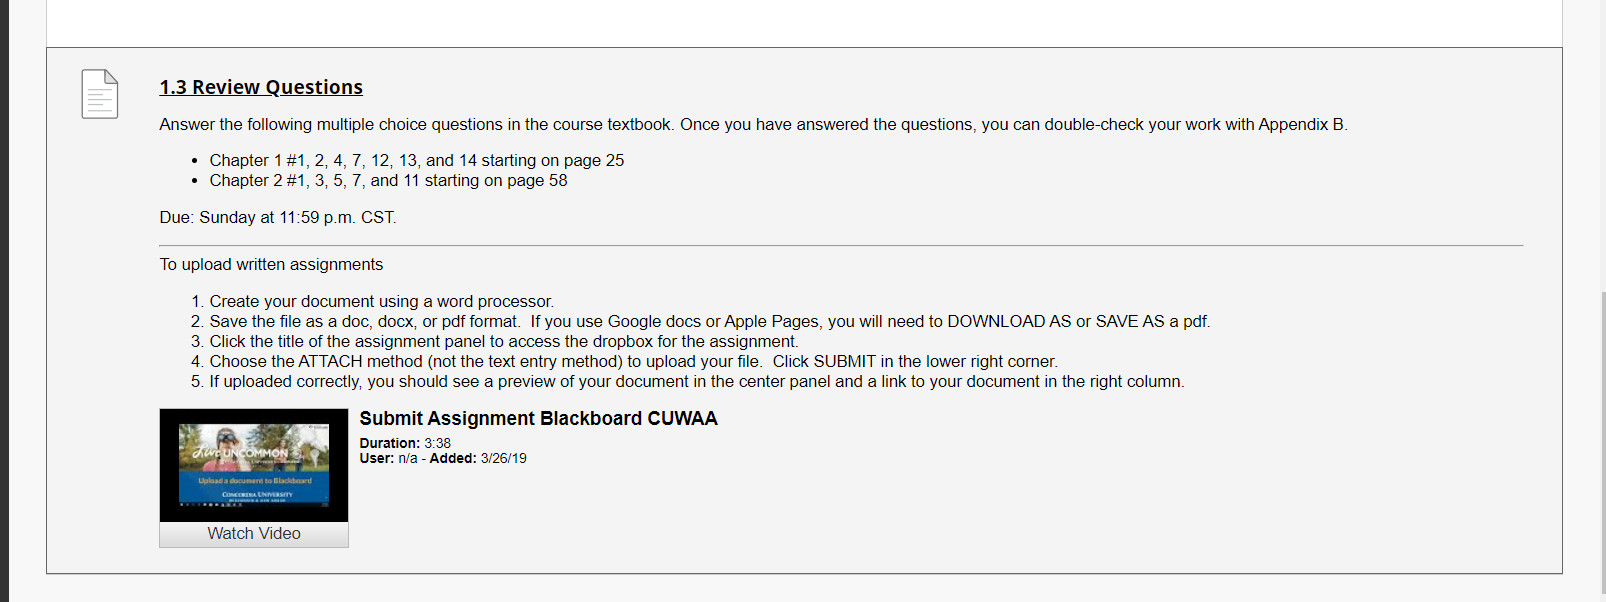 1.3 Review Questions
Answer the following multiple choice questions in the course textbook. Once you have answered the questions, you can double-check your work with Appendix B.
• Chapter 1 #1, 2, 4, 7, 12, 13, and 14 starting on page 25
• Chapter 2 #1, 3, 5, 7, and 11 starting on page 58
Due: Sunday at 11:59 p.m. CST.
To upload written assignments
1. Create your document using a word processor.
2. Save the file as a doc, docx, or pdf format.  If you use Google docs or Apple Pages, you will need to DOWNLOAD AS or SAVE AS a pdf.
3. Click the title of the assignment panel to access the dropbox for the assignment.
4. Choose the ATTACH method (not the text entry method) to upload your file.  Click SUBMIT in the lower right corner.
5. If uploaded correctly, you should see a preview of your document in the center panel and a link to your document in the right column.
Live UNCOMMON
Upload a document to Blackboard
CONCORDIA UNIVERSITY
Watch Video
Submit Assignment Blackboard CUWAA
Duration: 3:38
User: n/a - Added: 3/26/19